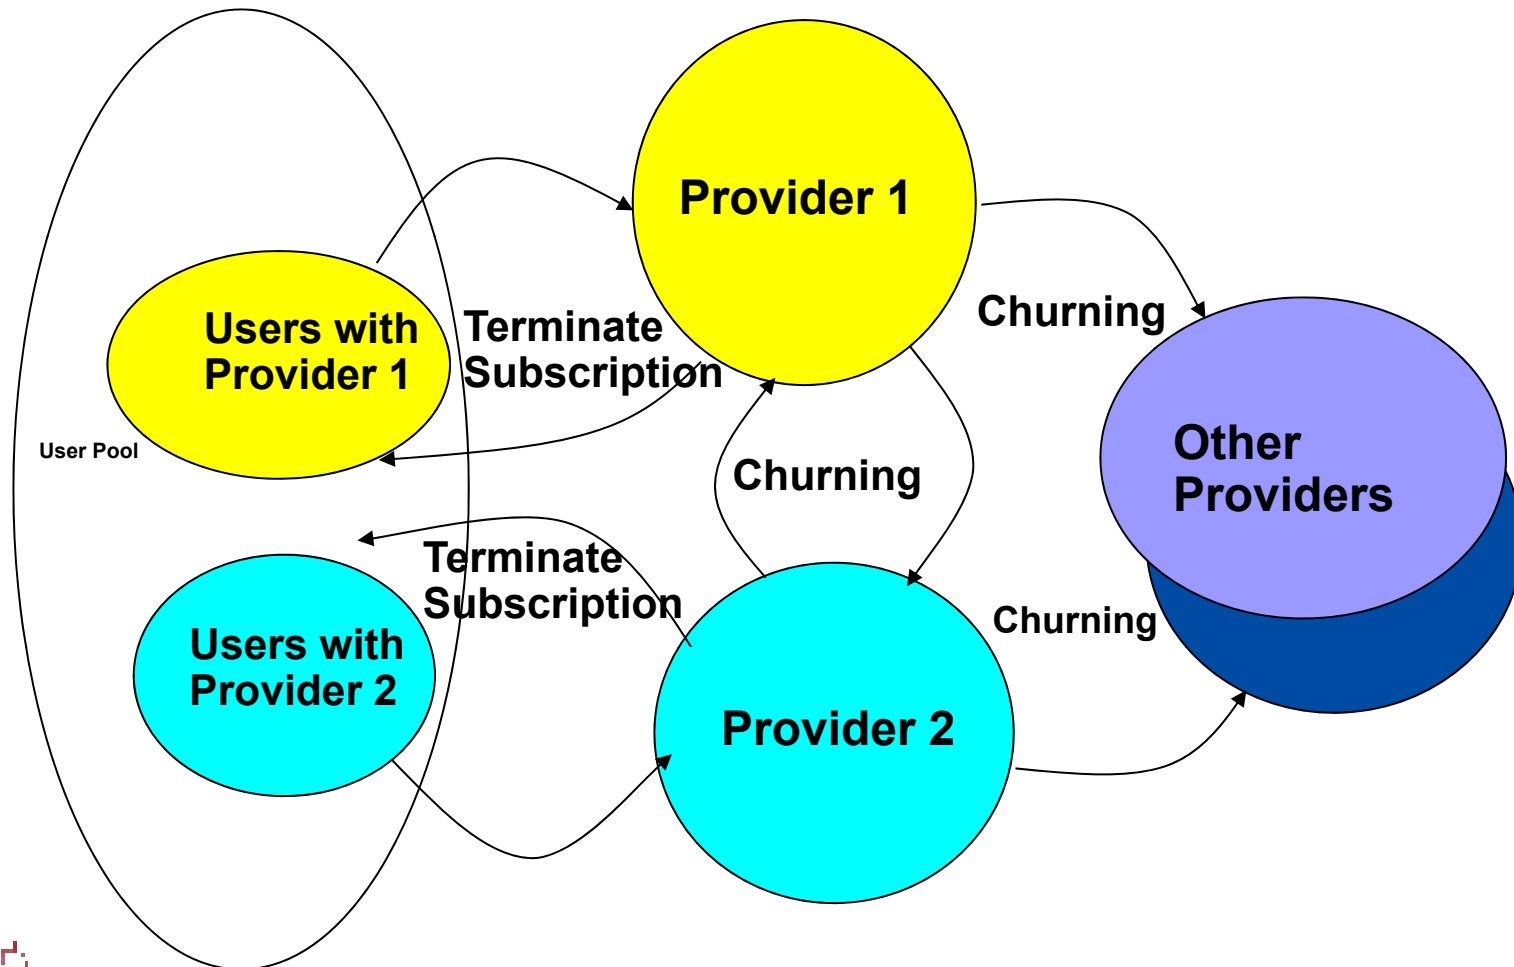 Provider 1
Users with
Provider 1
Terminate
Subscription
Churning
User Pool
Churning
Other
Providers
Terminate
Subscription
Users with
Provider 2
Churning
Provider 2